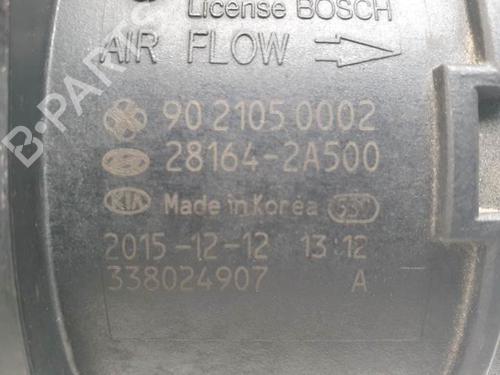 License BOSCH
AIR FLOW
90 2105 0002
28164-2A500
KIA Made in Korea
2015-12-12 13:12
338024907 A
B-PARTS